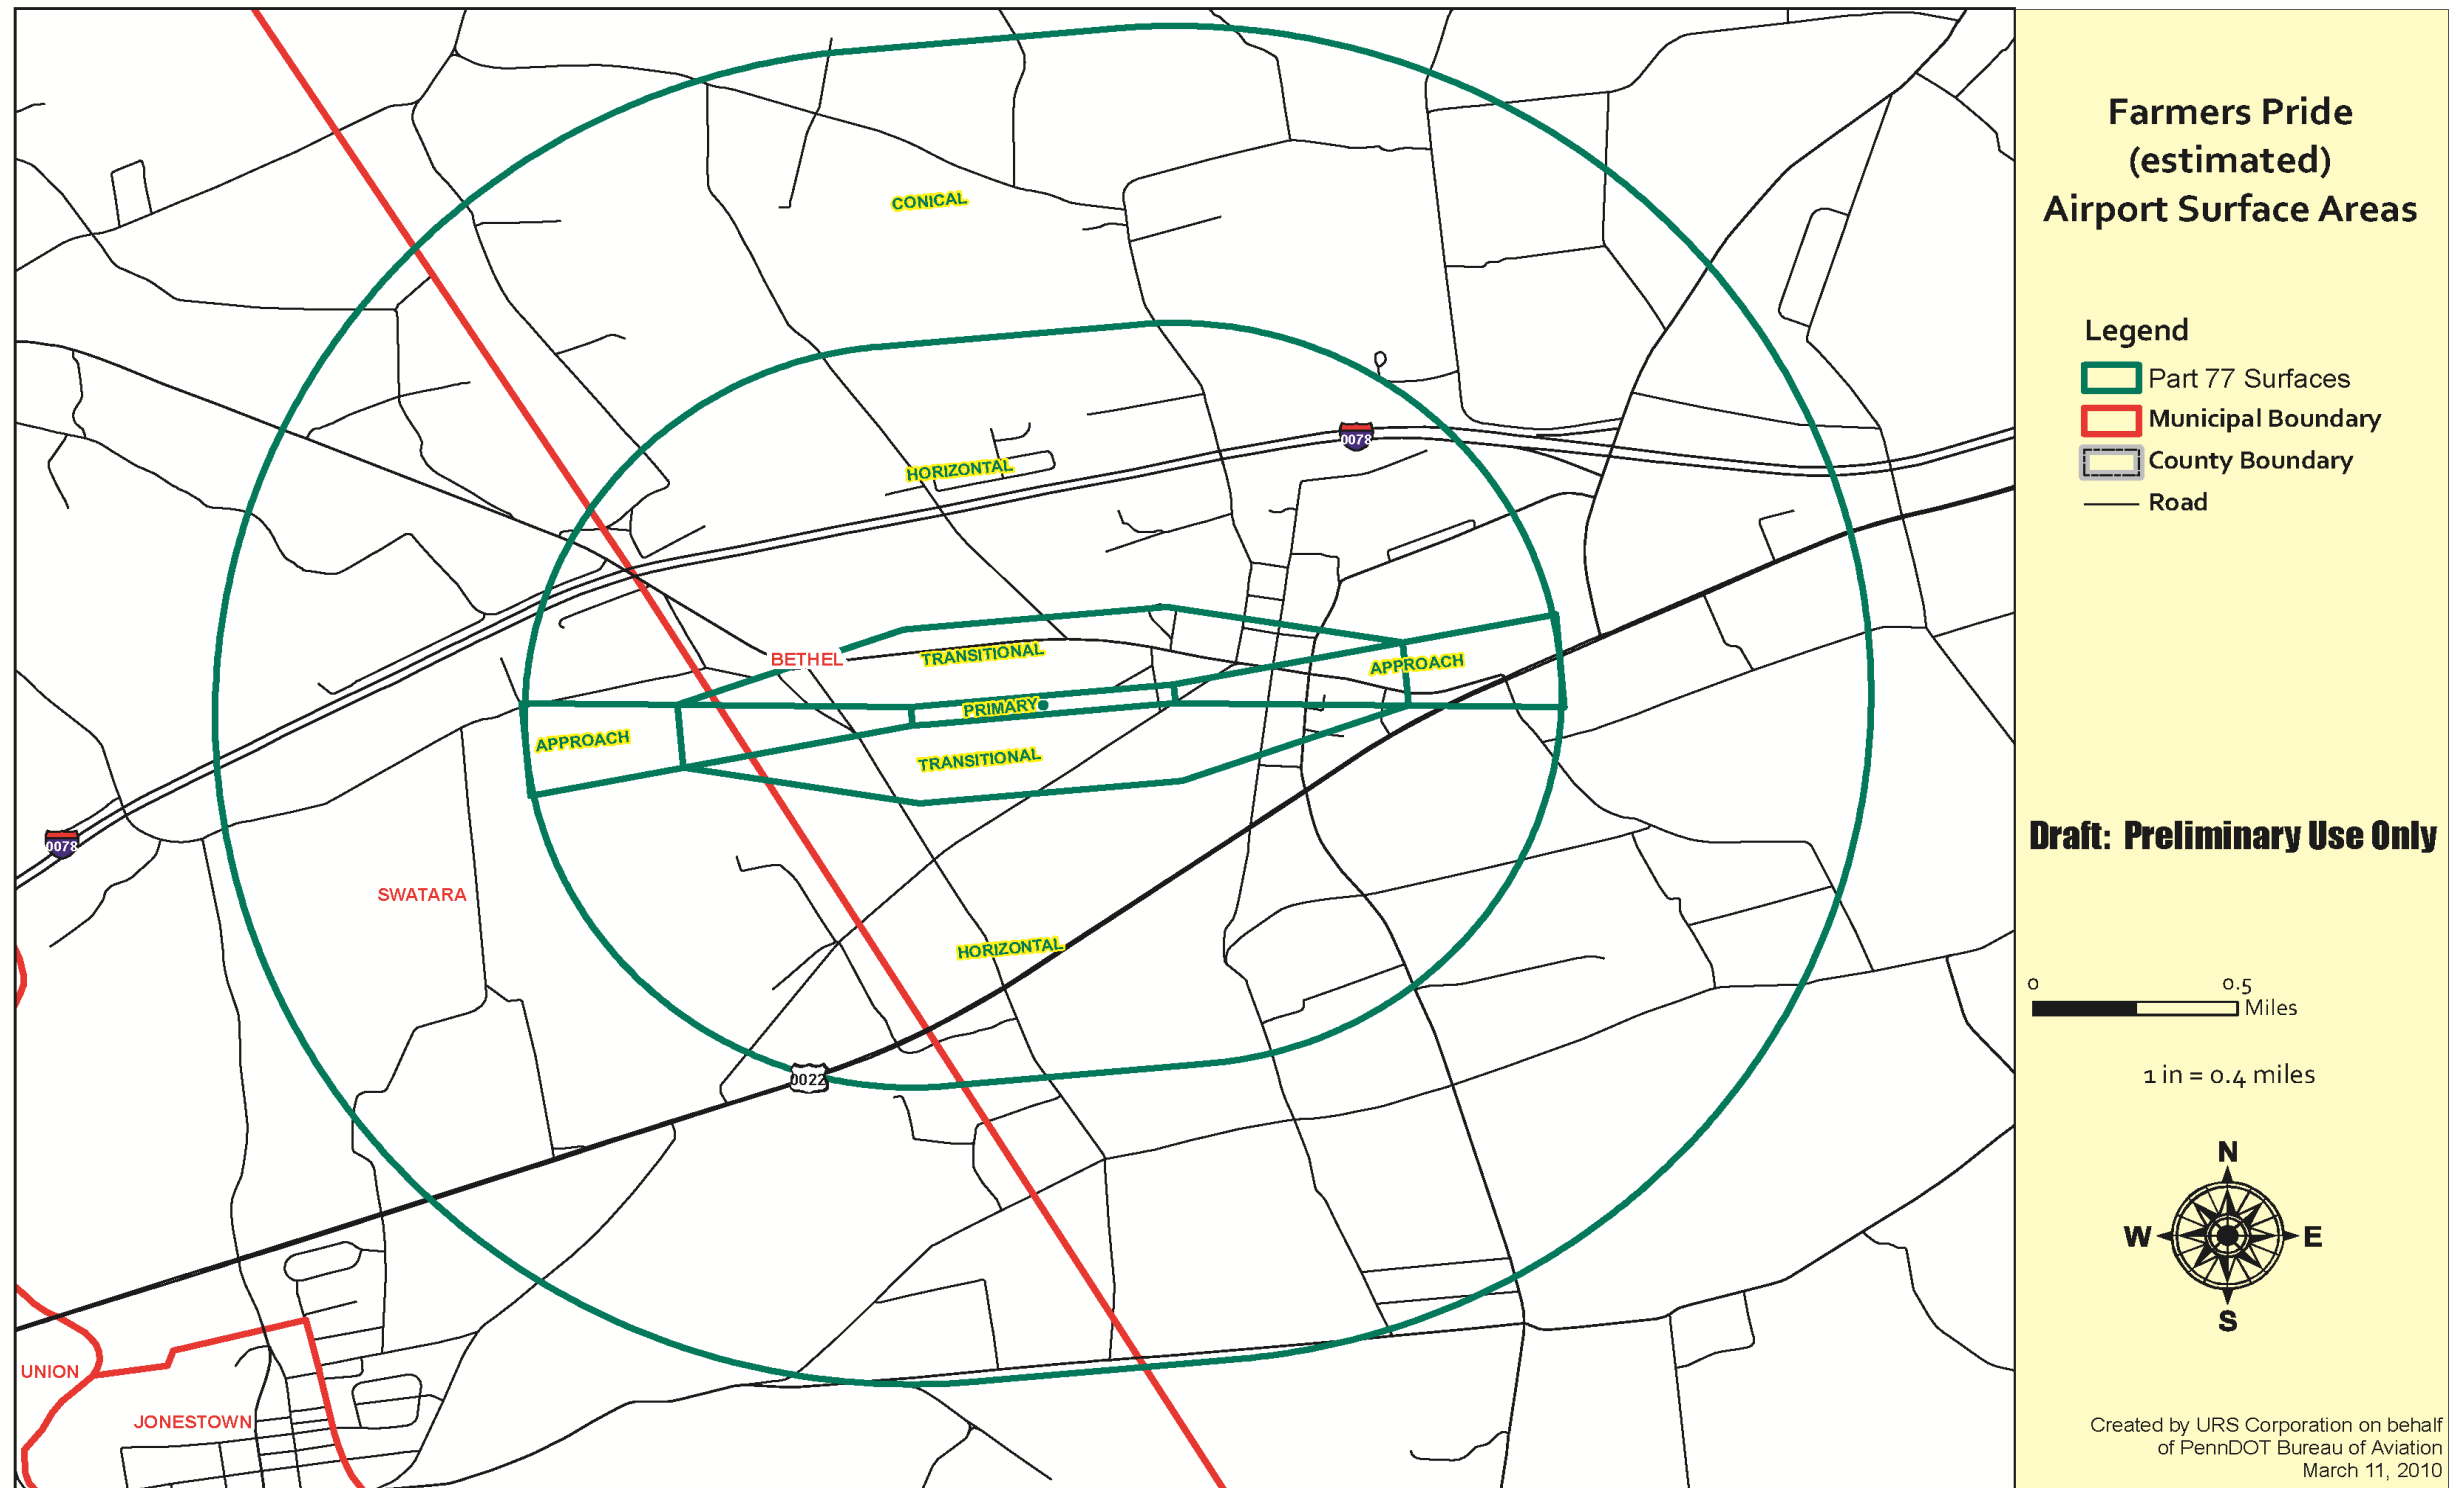 CONICAL
0078
HORIZONTAL
BETHEL
TRANSITIONAL
APPROACH
PRIMARY
APPROACH
TRANSITIONAL
0078
SWATARA
HORIZONTAL
0022
UNION
JONESTOWN
Farmers Pride
(estimated)
Airport Surface Areas
Legend
Part 77 Surfaces
Municipal Boundary
County Boundary
Road
Draft: Preliminary Use Only
0 0.5
Miles
1 in = 0.4 miles
N
W E
S
Created by URS Corporation on behalf
of PennDOT Bureau of Aviation
March 11, 2010